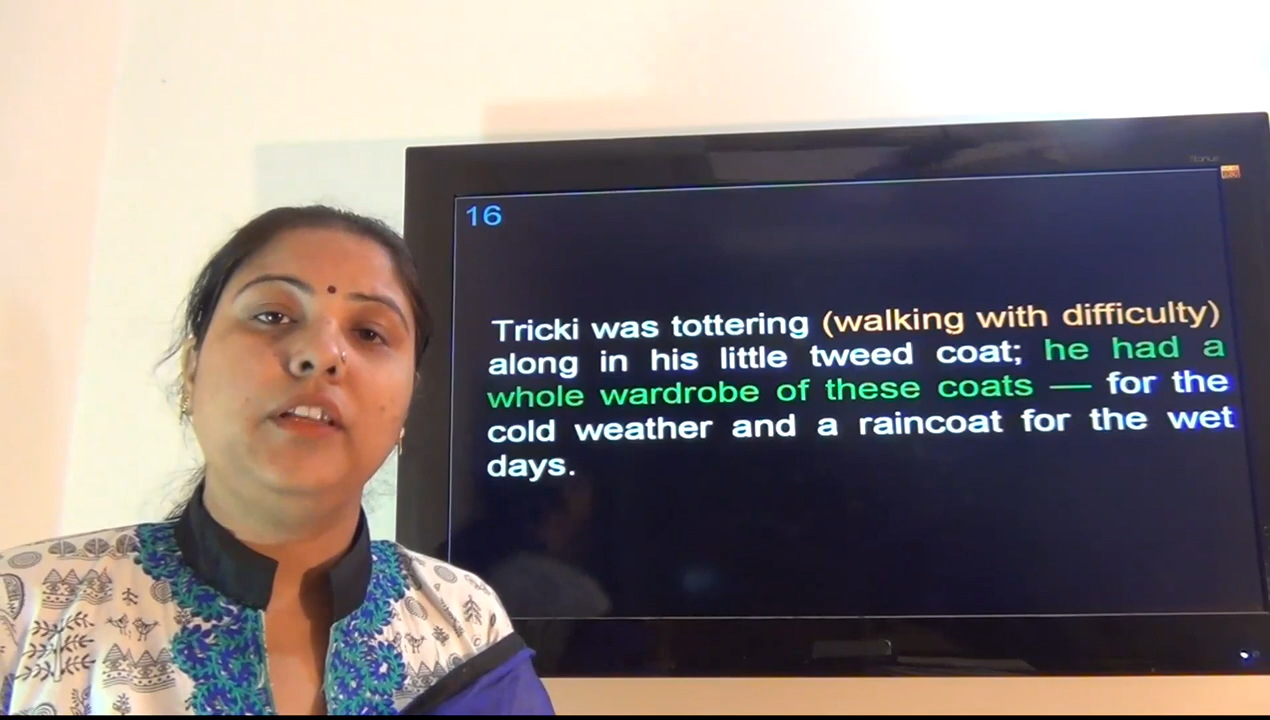 16
Tricki was tottering (walking with difficulty)
along in his little tweed coat; he had a
whole wardrobe of these coats — for the
cold weather and a raincoat for the wet
days.